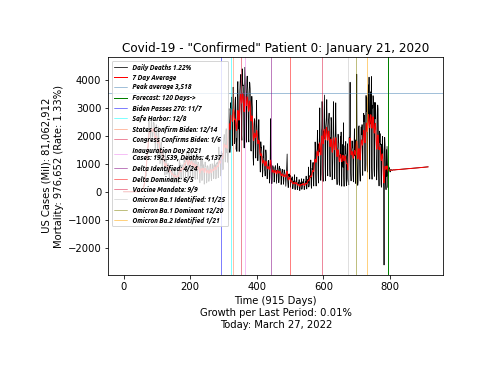 Covid-19 - "Confirmed" Patient 0: January 21, 2020
Daily Deaths 1.22%
7 Day Average
Peak average 3,518
Forecast: 120 Days->
Biden Passes 270: 11/7
Safe Harbor: 12/8
States Confirm Biden: 12/14
Congress Confirms Biden: 1/6
Inauguration Day 2021
Cases: 192,539, Deaths: 4,137
Delta Identified: 4/24
Delta Dominant: 6/5
Vaccine Mandate: 9/9
Omicron Ba.1 Identified: 11/25
Omicron Ba.1 Dominant: 12/20
Omicron Ba.2 Identified 1/21
US Cases (Mil): 81,062,912
Mortality: 976,652 (Rate: 1.33%)
4000
3000
2000
1000
0
−1000
−2000
0 200 400 600 800
Time (915 Days)
Growth per Last Period: 0.01%
Today: March 27, 2022